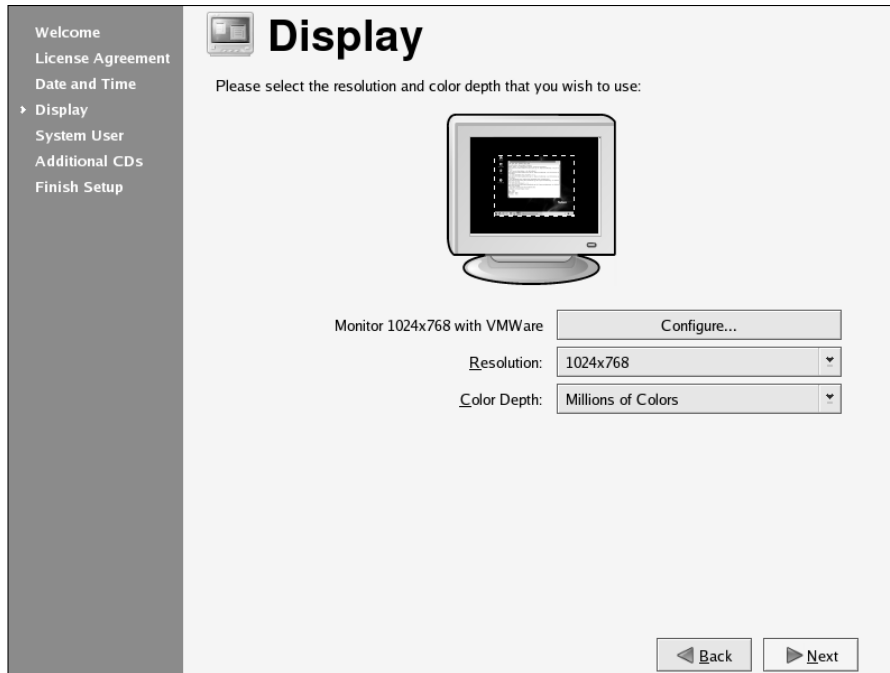 Welcome
License Agreement
Date and Time
Display
System User
Additional CDs
Finish Setup
Display
Please select the resolution and color depth that you wish to use:
Monitor 1024x768 with VMWare
Configure...
Resolution:
1024x768
Color Depth:
Millions of Colors
Back
Next